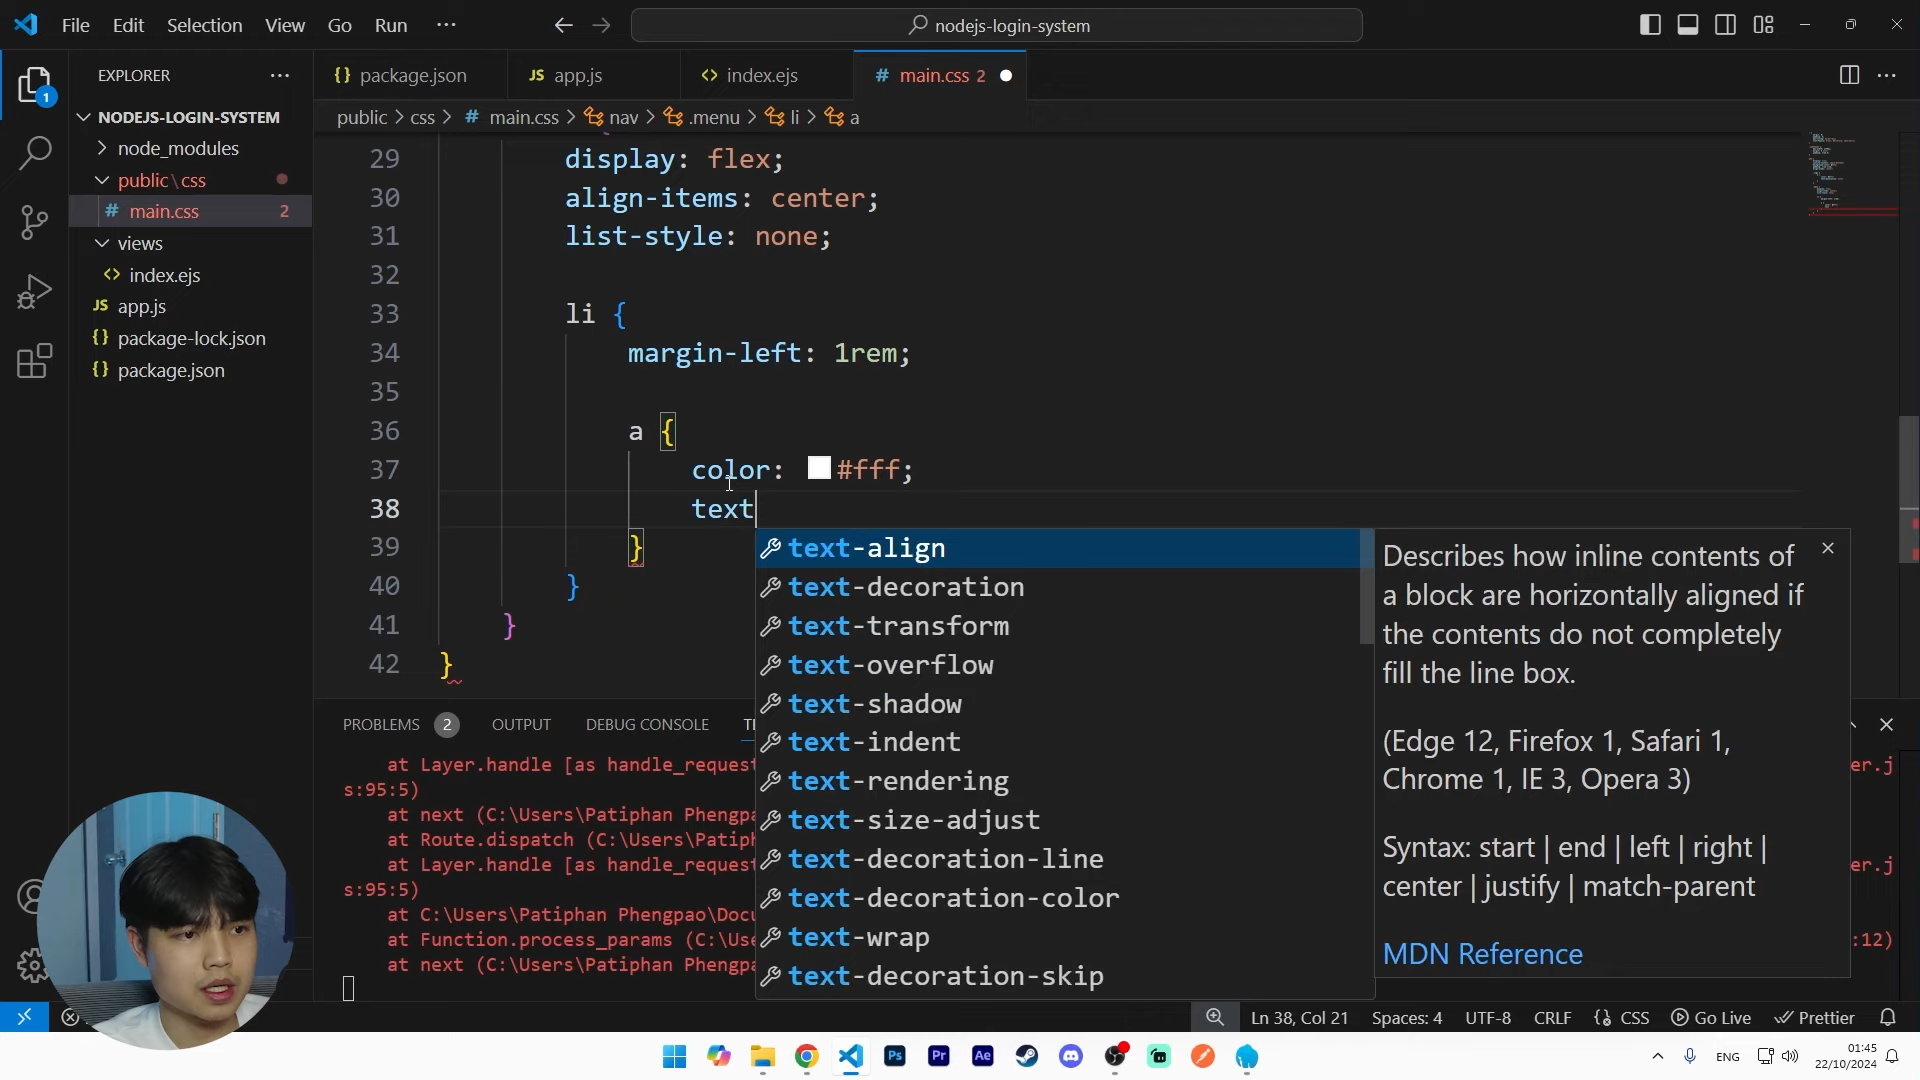 File Edit Selection View Go Run ···
nodejs-login-system
EXPLORER
1
NODEJS-LOGIN-SYSTEM
node_modules
public\css
# main.css 2
views
<> index.ejs
JS app.js
{} package-lock.json
{} package.json
{} package.json
JS app.js
<> index.ejs
# main.css 2
public > css > # main.css > nav > .menu > li > a
29 display: flex;
30 align-items: center;
31 list-style: none;
32
33 li {
34 margin-left: 1rem;
35
36 a {
37 color: #fff;
38 text
39 }
40 }
41 }
42 }
text-align
text-decoration
text-transform
text-overflow
text-shadow
text-indent
text-rendering
text-size-adjust
text-decoration-line
text-decoration-color
text-wrap
text-decoration-skip
Describes how inline contents of
a block are horizontally aligned if
the contents do not completely
fill the line box.
(Edge 12, Firefox 1, Safari 1,
Chrome 1, IE 3, Opera 3)
Syntax: start | end | left | right |
center | justify | match-parent
MDN Reference
PROBLEMS 2 OUTPUT DEBUG CONSOLE
at Layer.handle [as handle_request
er.j
s:95:5)
at next (C:\Users\Patiphan Phengpa
at Route.dispatch (C:\Users\Patiph
at Layer.handle [as handle_request
er.j
s:95:5)
at C:\Users\Patiphan Phengpao\Docu
at Function.process_params (C:\Use
:12)
at next (C:\Users\Patiphan Phengpa
Ln 38, Col 21 Spaces: 4 UTF-8 CRLF {} CSS Go Live Prettier
Ps Pr Ae
ENG
01:45
22/10/2024